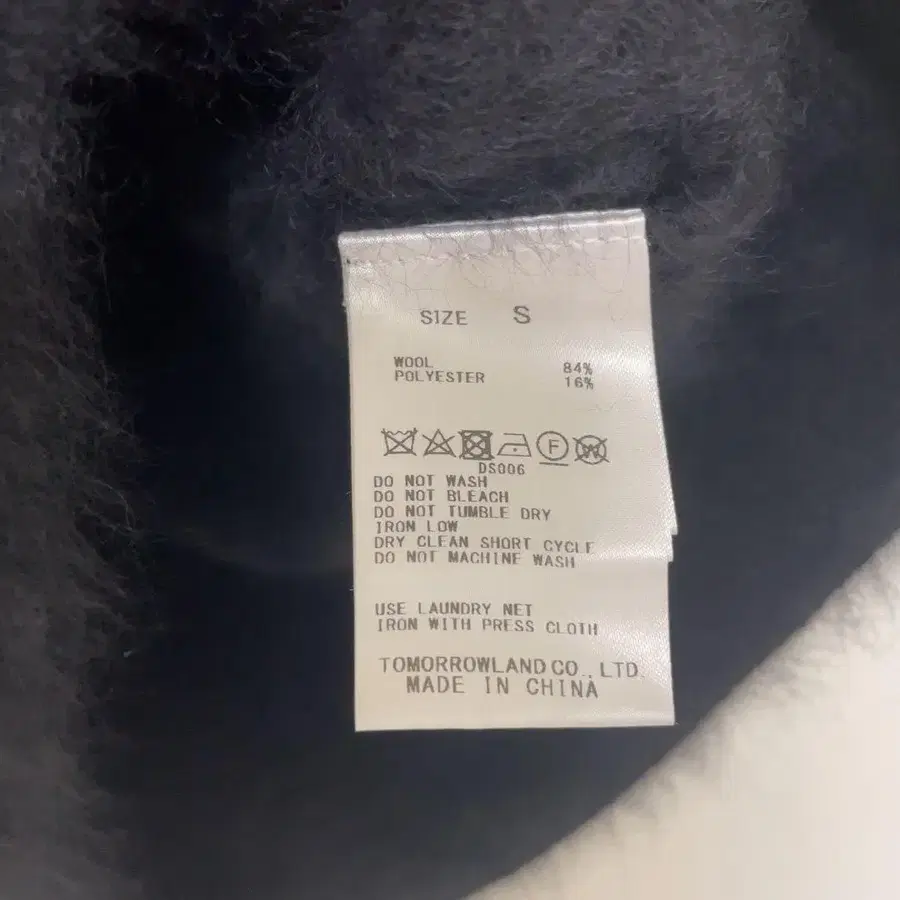 SIZE S
WOOL 84%
POLYESTER 16%
F W
DS006
DO NOT WASH
DO NOT BLEACH
DO NOT TUMBLE DRY
IRON LOW
DRY CLEAN SHORT CYCLE
DO NOT MACHINE WASH
USE LAUNDRY NET
IRON WITH PRESS CLOTH
TOMORROWLAND CO., LTD.
MADE IN CHINA